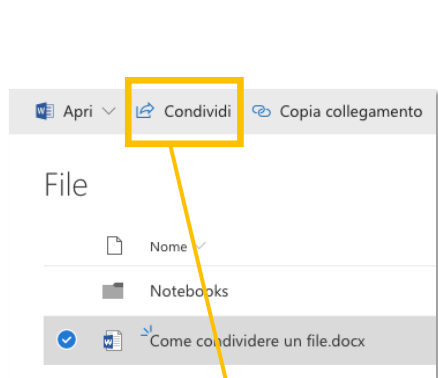 Apri Condividi Copia collegamento
File
Nome
Notebooks
Come condividere un file.docx